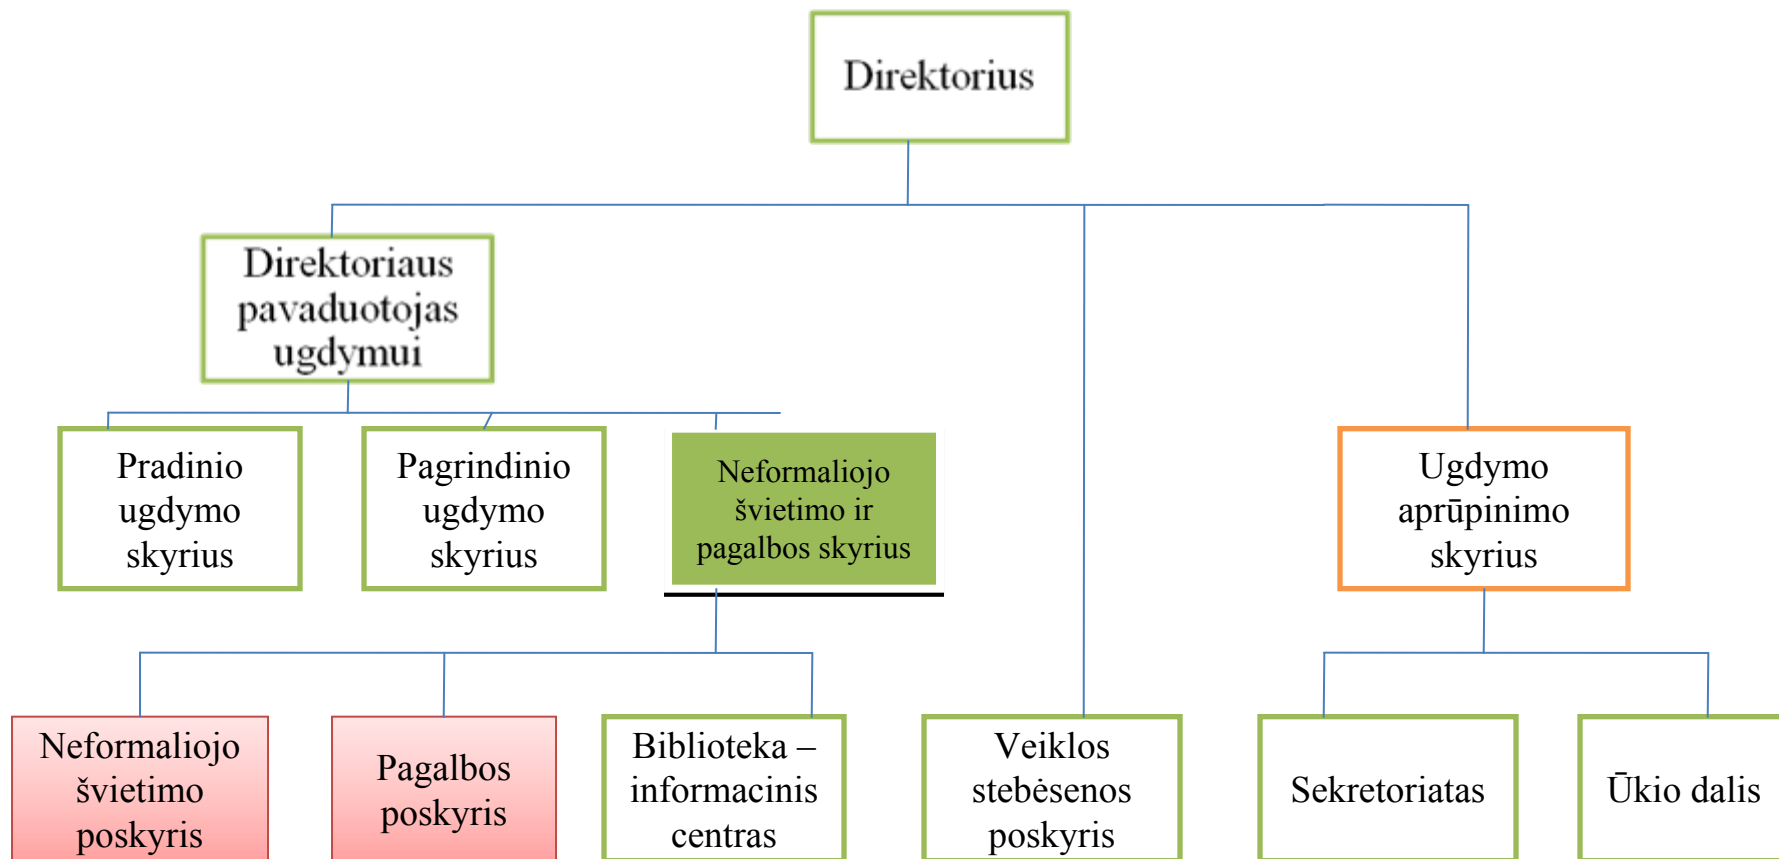 Direktorius
Direktoriaus
pavaduotojas
ugdymui
Pradinio
ugdymo
skyrius
Pagrindinio
ugdymo
skyrius
Neformaliojo
švietimo ir
pagalbos skyrius
Ugdymo
aprūpinimo
skyrius
Neformaliojo
švietimo
poskyris
Pagalbos
poskyris
Biblioteka –
informacinis
centras
Veiklos
stebėsenos
poskyris
Sekretoriatas
Ūkio dalis